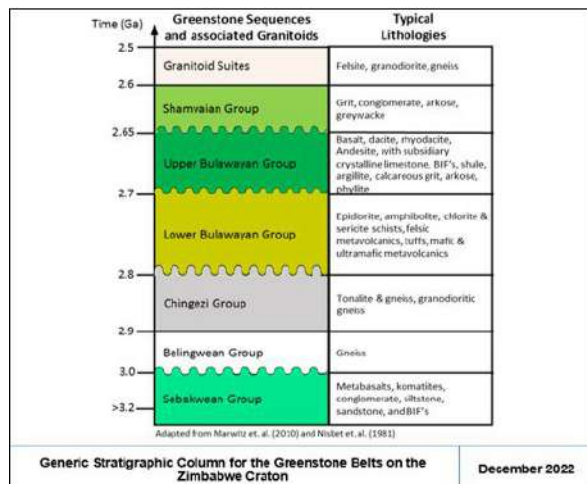 Time (Ga)
Greenstone Sequences
and associated Granitoids
Typical
Lithologies
2.5
Granitoid Suites
Felsite, granodiorite, gneiss
2.6
Shamvaian Group
Grit, conglomerate, arkose,
greywacke
2.65
Upper Bulawayan Group
Basalt, dacite, rhyodacite,
Andesite, with subsidiary
crystalline limestone. BIF's, shale,
argillite, calcareous grit, arkose,
phyllite
2.7
Lower Bulawayan Group
Epidorite, amphibolite, chlorite &
sericite schists, felsic
metavolcanics, tuffs, mafic &
ultramafic metavolcanics
2.8
Chingezi Group
Tonalite & gneiss, granodioritic
gneiss
2.9
Belingwean Group
Gneiss
3.0
Sebakwean Group
Metabasalts, komatites,
conglomerate, siltstone,
sandstone, and BIF's
>3.2
Adapted from Marwitz et. al. (2010) and Nisbet et. al. (1981)
Generic Stratigraphic Column for the Greenstone Belts on the
Zimbabwe Craton
December 2022